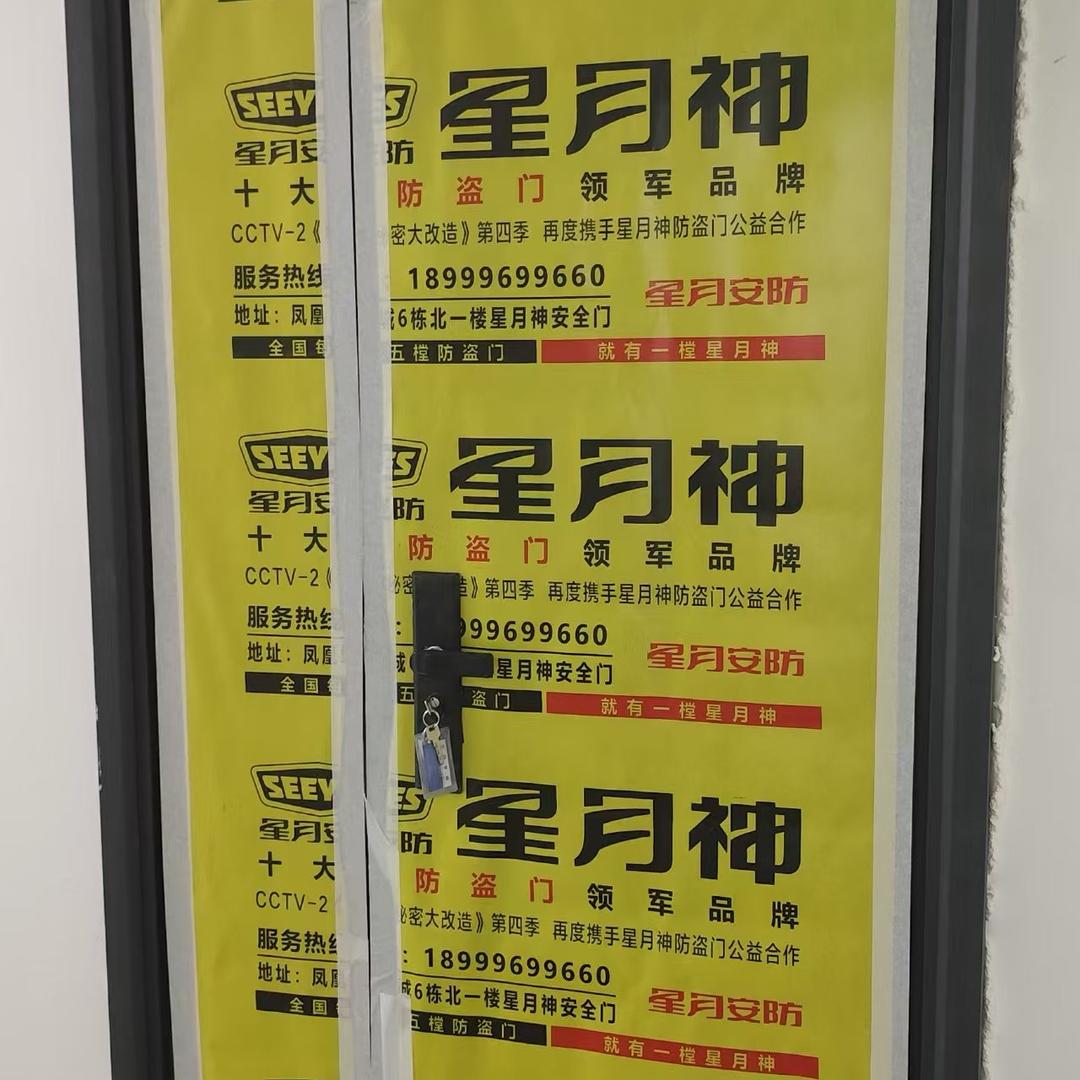 SEEY ES
星月安 防
星月神
十大 防盗门领军品牌
CCTV-2《 密大改造》第四季 再度携手星月神防盗门公益合作
服务热线 18999699660
地址：凤凰 城6栋北一楼星月神安全门
星月安防
全国每 五樘防盗门 就有一樘星月神
SEEY ES
星月安 防
星月神
十大 防盗门领军品牌
CCTV-2《 秘密 造》第四季 再度携手星月神防盗门公益合作
服务热线 ： 999699660
地址：凤凰 城 星月神安全门
星月安防
全国每 五 盗门 就有一樘星月神
SEEY ES
星月安 防
星月神
十大 防盗门领军品牌
CCTV-2 秘密大改造》第四季 再度携手星月神防盗门公益合作
服务热线 ：18999699660
地址：凤凰 城6栋北一楼星月神安全门
星月安防
全国每 五樘防盗门 就有一樘星月神